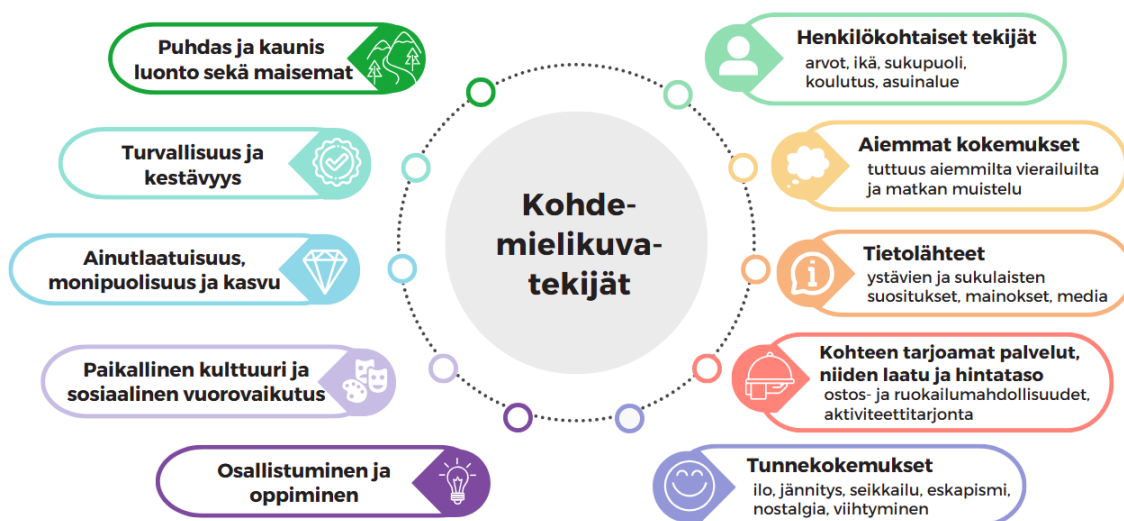 Kohde-
mielikuva-
tekijät
Puhdas ja kaunis
luonto sekä maisemat
Turvallisuus ja
kestävyys
Ainutlaatuisuus,
monipuolisuus ja kasvu
Paikallinen kulttuuri ja
sosiaalinen vuorovaikutus
Osallistuminen ja
oppiminen
Henkilökohtaiset tekijät
arvot, ikä, sukupuoli,
koulutus, asuinalue
Aiemmat kokemukset
tuttuus aiemmilta vierailuilta
ja matkan muistelu
Tietolähteet
ystävien ja sukulaisten
suositukset, mainokset, media
Kohteen tarjoamat palvelut,
niiden laatu ja hintataso
ostos- ja ruokailumahdollisuudet,
aktiviteettitarjonta
Tunnekokemukset
ilo, jännitys, seikkailu, eskapismi,
nostalgia, viihtyminen